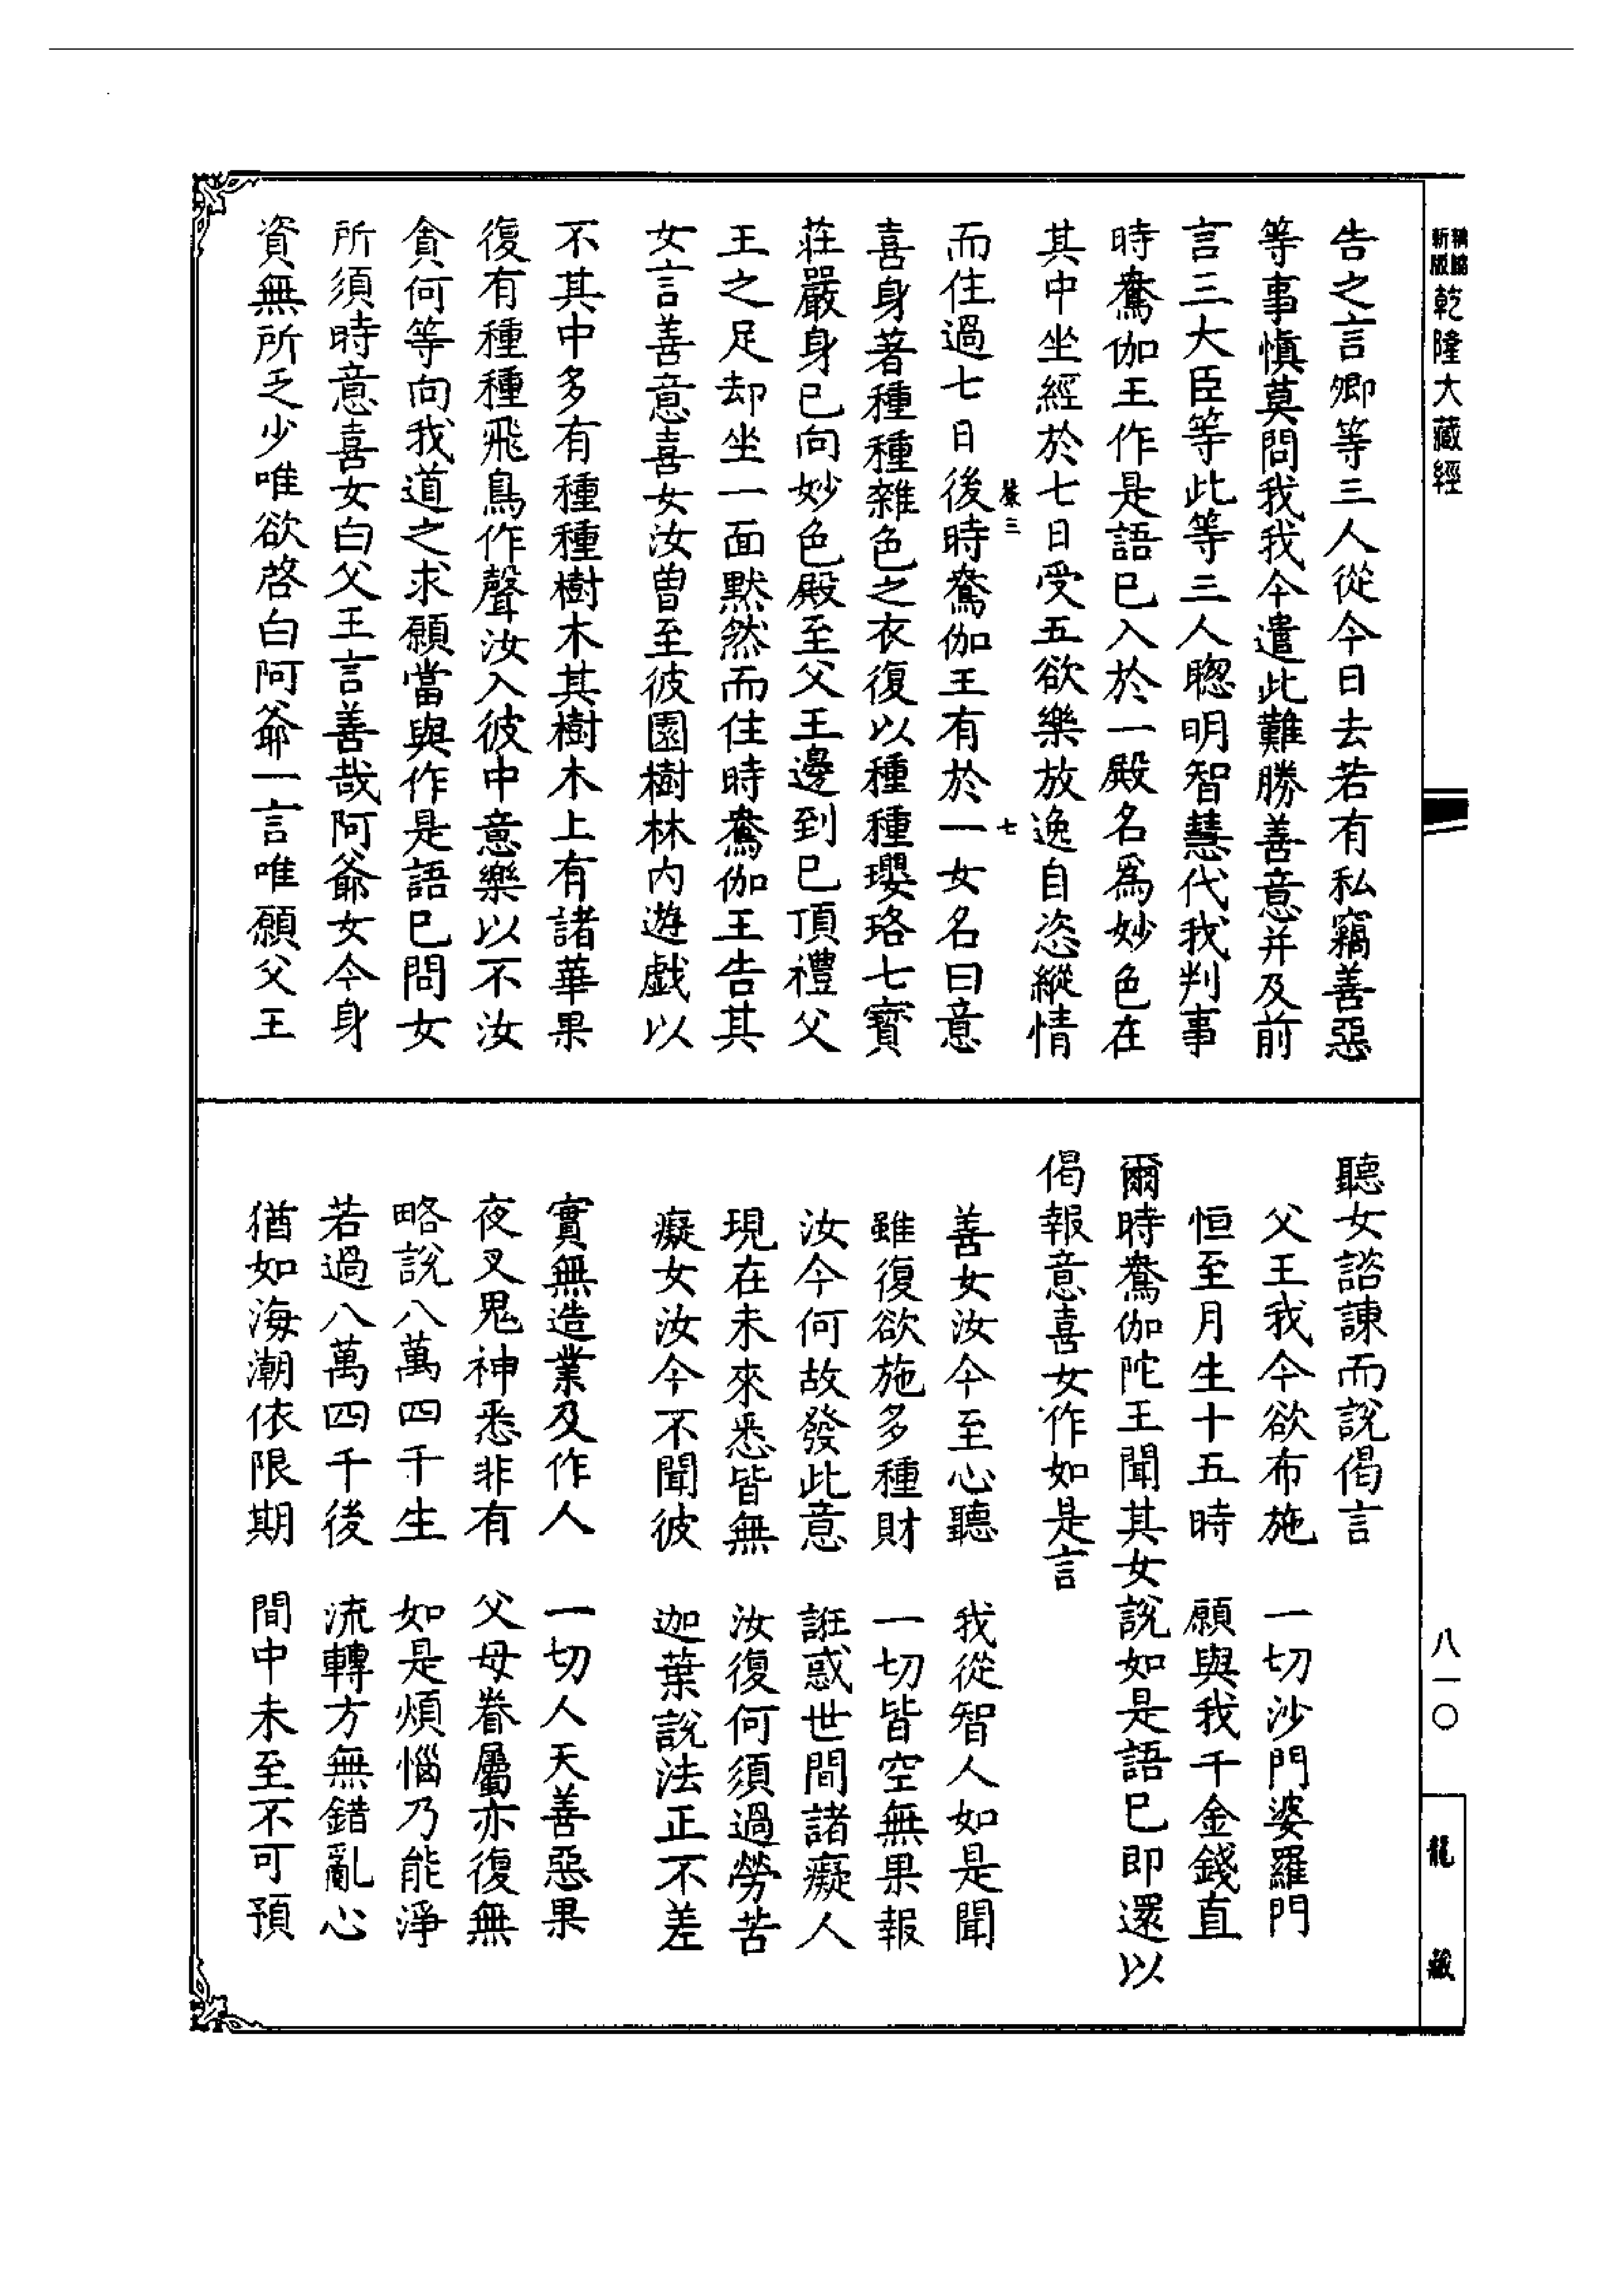 新版
乾隆大藏經
告之言卿等三人從今日去若有私竊善惡
等事慎莫問我我今遣此難勝善意并及前
言三大臣等此等三人聰明智慧代我判事
時鴦伽王作是語已入於一殿名爲妙色在
其中坐經於七日受五欲樂放逸自恣縱情
而住過七日後時鴦伽王有於一女名曰意
喜身著種種雜色之衣復以種種瓔珞七寶
莊嚴身已向妙色殿至父王邊到已頂禮父
王之足却坐一面默然而住時鴦伽王告其
女言善意喜女汝曾至彼園樹林内遊戲以
不其中多有種種樹木其樹木上有諸華果
復有種種飛鳥作聲汝入彼中意樂以不汝
貪何等向我道之求願當與作是語已問女
所須時意喜女白父王言善哉阿爺女今身
資無所乏少唯欲啓白阿爺一言唯願父王
聽女諮諫而說偈言
父王我今欲布施　一切沙門婆羅門
恒至月生十五時　願與我千金錢直
爾時鴦伽陀王聞其女說如是語已即還以
偈報意喜女作如是言
善女汝今至心聽　我從智人如是聞
雖復欲施多種財　一切皆空無果報
汝今何故發此意　誑惑世間諸癡人
現在未來悉皆無　汝復何須過勞苦
癡女汝今不聞彼　迦葉說法正不差
實無造業及作人　一切人天善惡果
夜叉鬼神悉非有　父母眷屬亦復無
略說八萬四千生　如是煩惱乃能淨
若過八萬四千後　流轉方無錯亂心
猶如海潮依限期　間中未至不可預
三
七
八一〇
龍藏